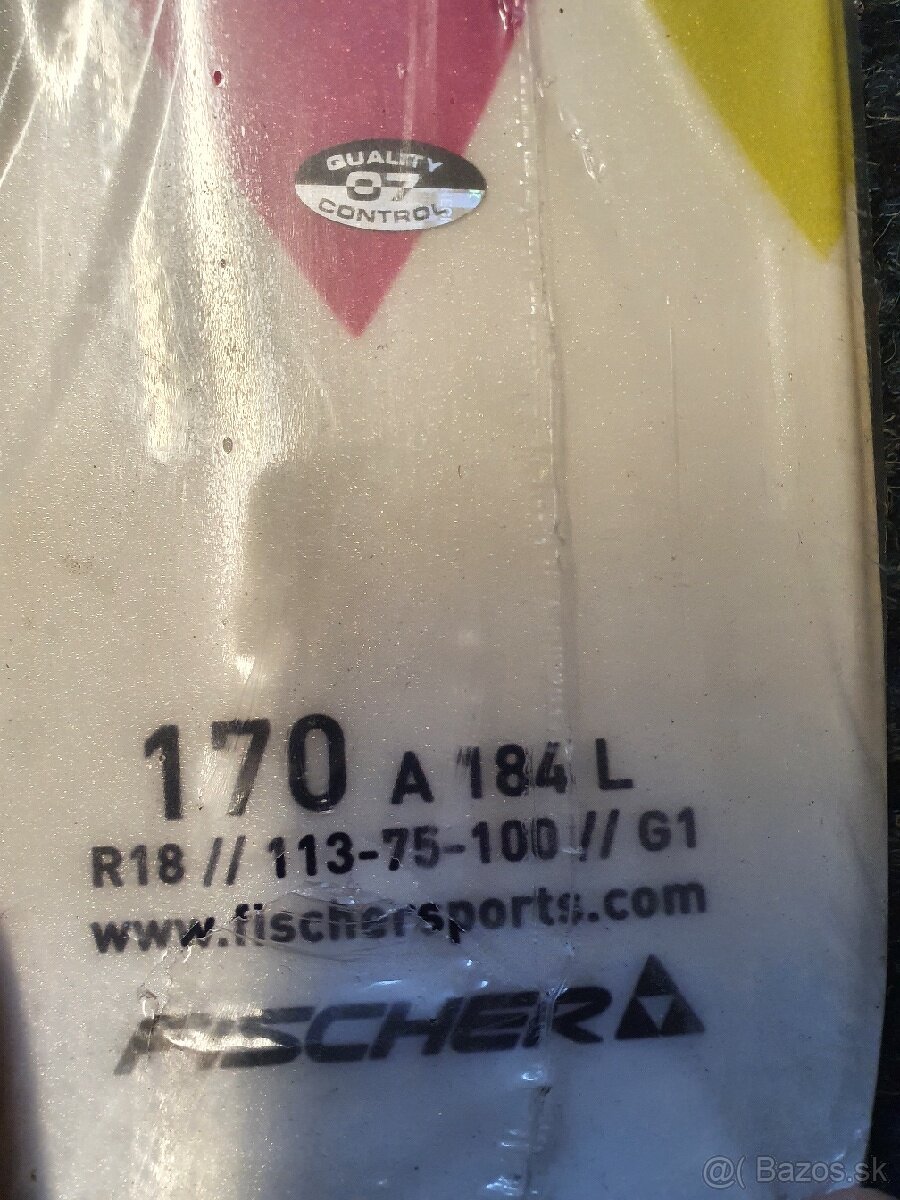 QUALITY
07
CONTROL
170 A 184 L
R18 // 113-75-100 // G1
www.fischersports.com
FISCHER
@( Bazos.sk